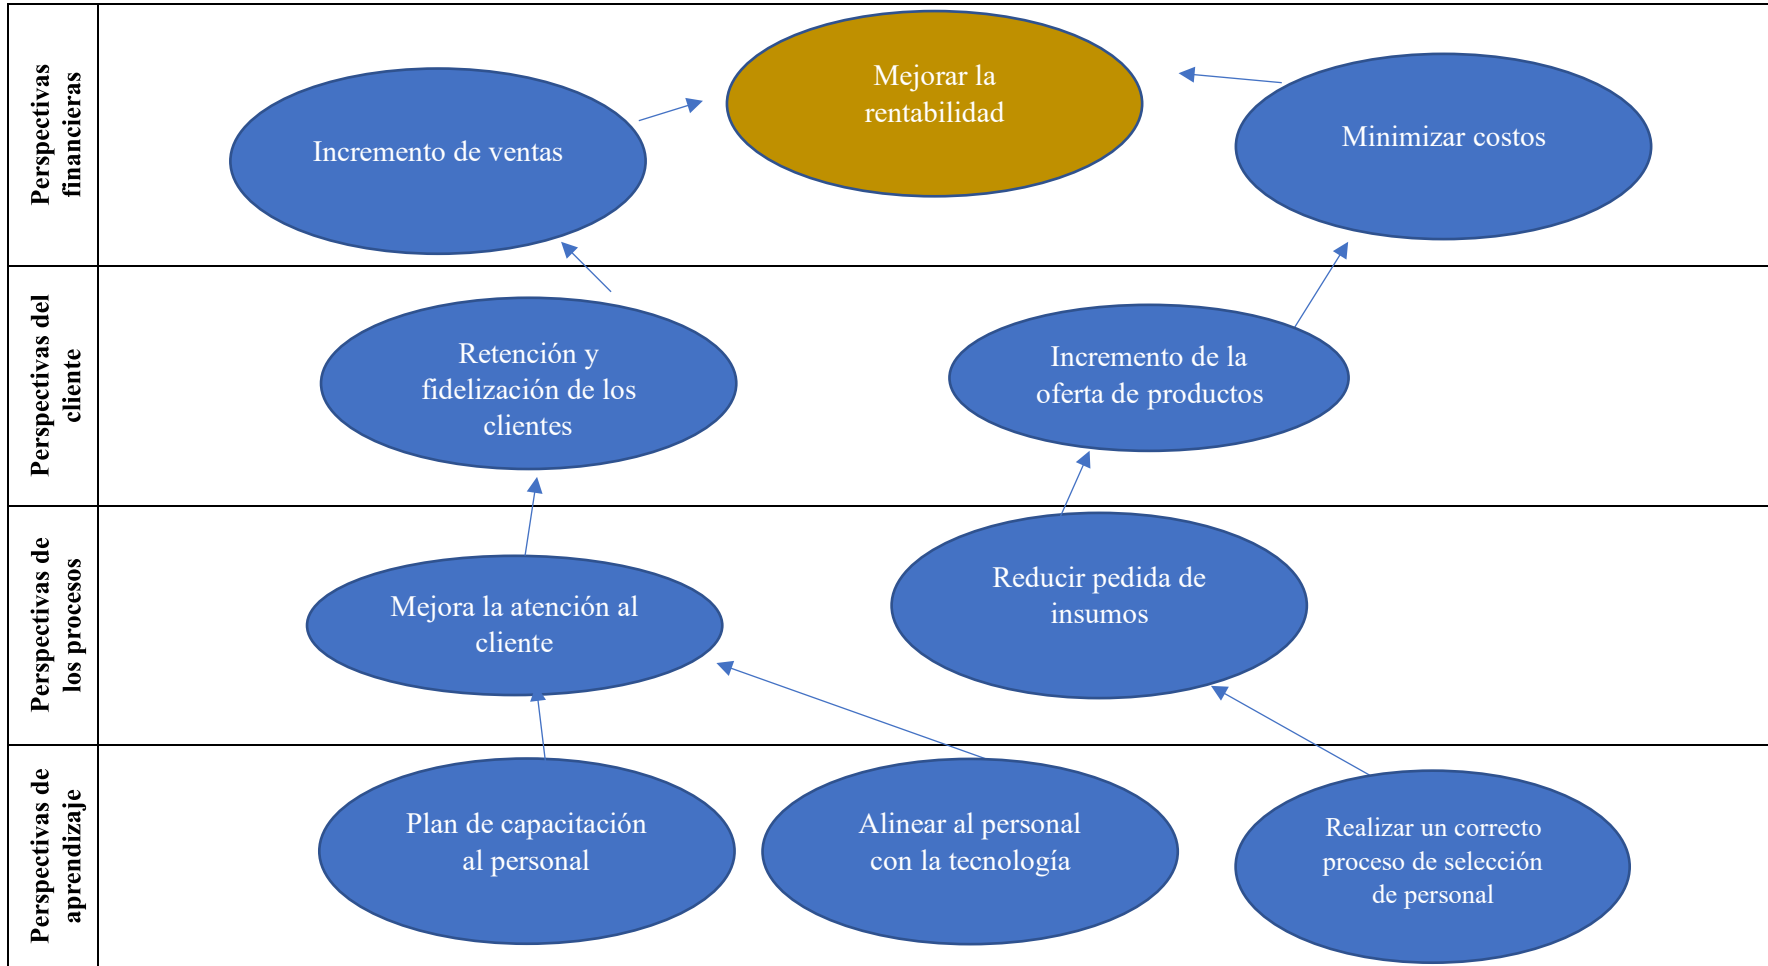 Perspectivas
financieras
Incremento de ventas
Mejorar la
rentabilidad
Minimizar costos
Perspectivas del
cliente
Retención y
fidelización de los
clientes
Incremento de la
oferta de productos
Perspectivas de
los procesos
Mejora la atención al
cliente
Reducir pedida de
insumos
Perspectivas de
aprendizaje
Plan de capacitación
al personal
Alinear al personal
con la tecnología
Realizar un correcto
proceso de selección
de personal